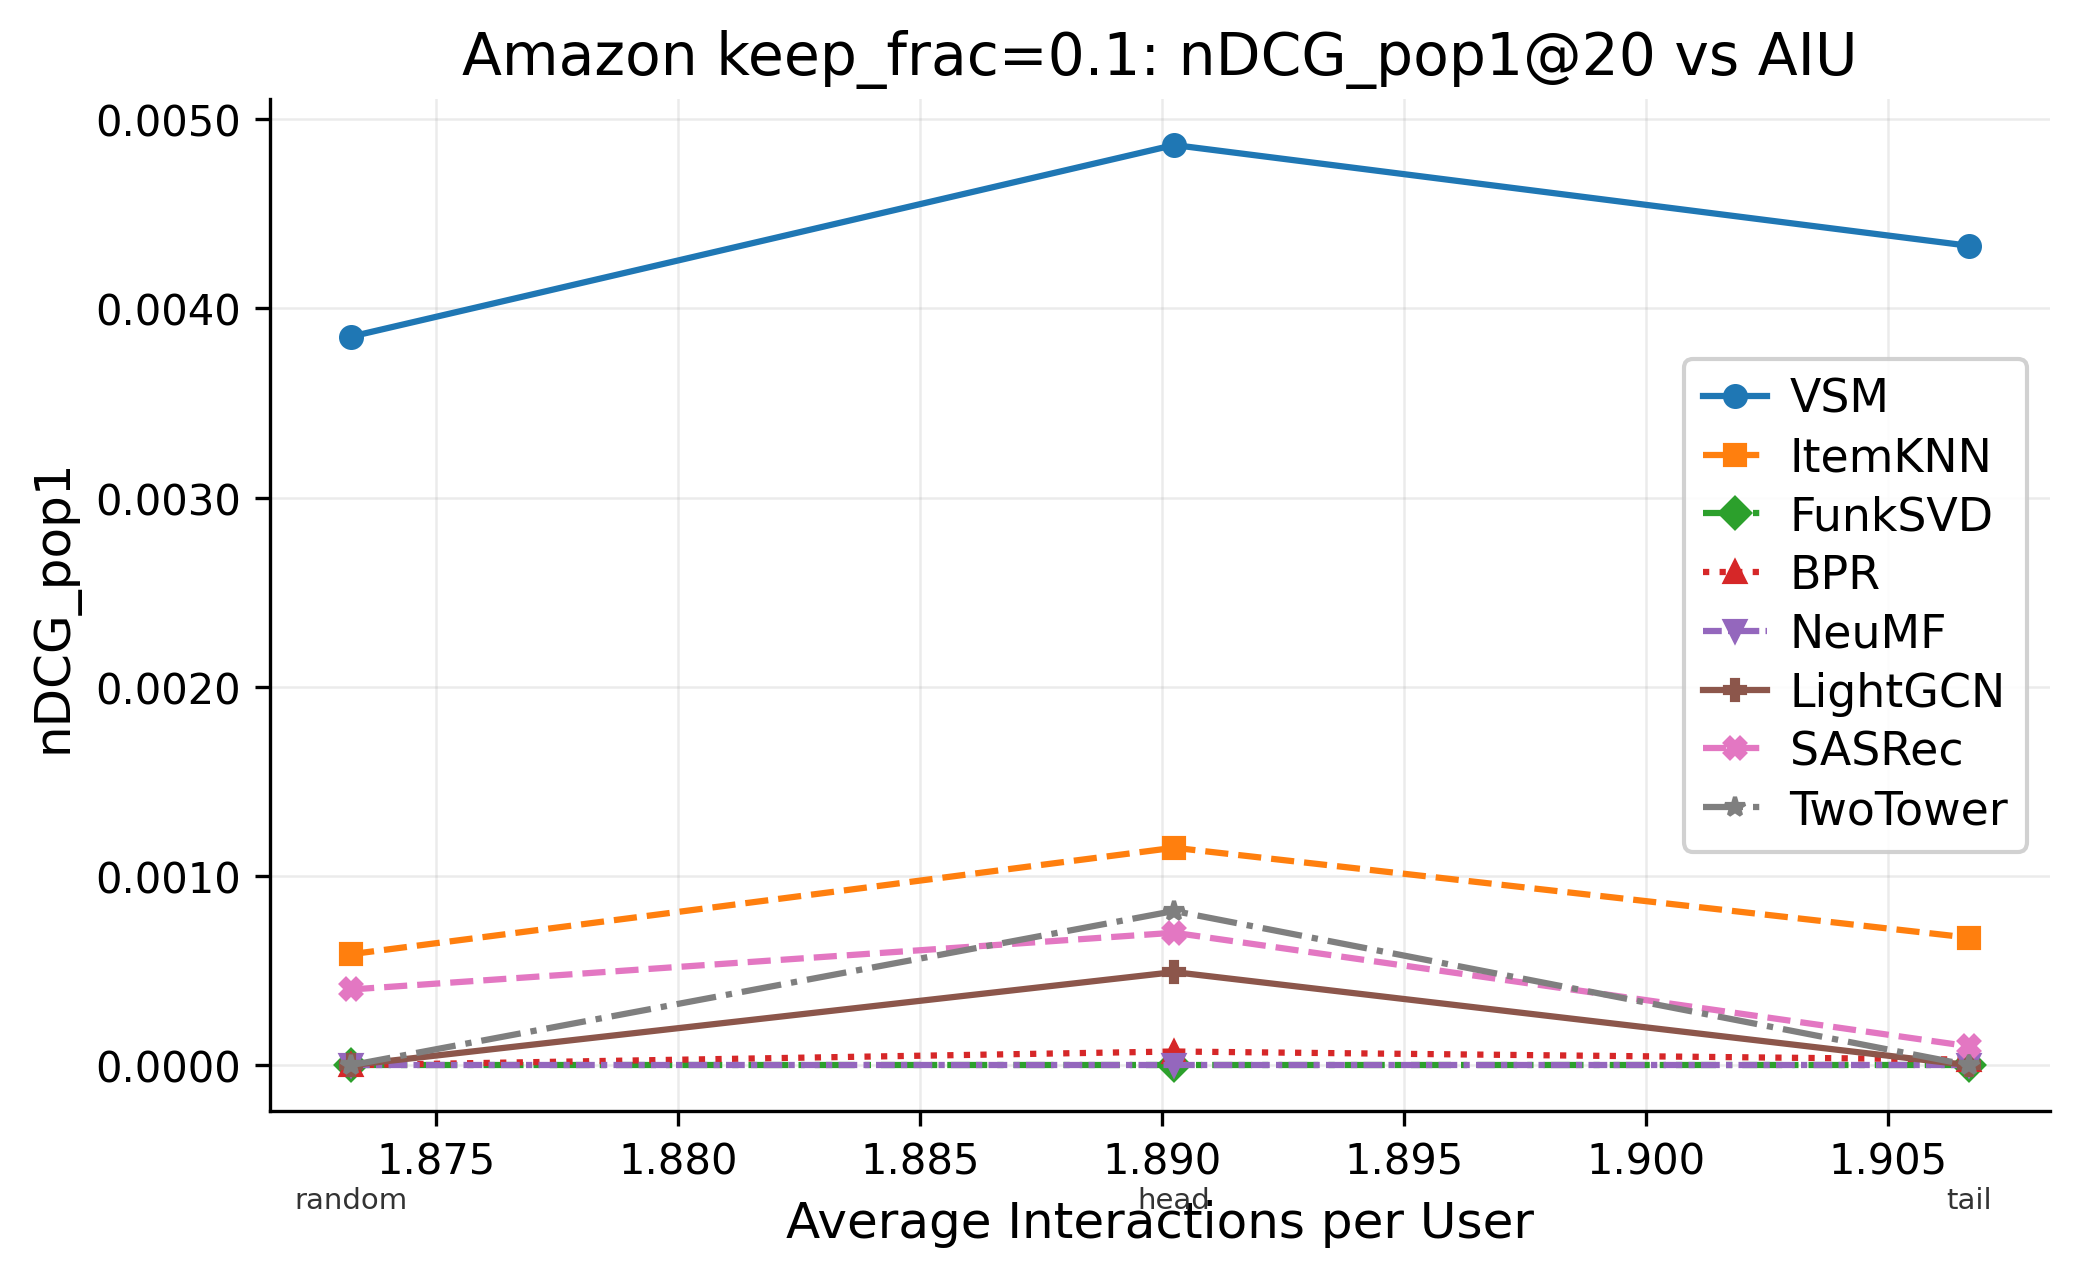 Amazon keep_frac=0.1: nDCG_pop1@20 vs AIU
nDCG_pop1
0.0050
0.0040
0.0030
0.0020
0.0010
0.0000
VSM
ItemKNN
FunkSVD
BPR
NeuMF
LightGCN
SASRec
TwoTower
1.875 1.880 1.885 1.890 1.895 1.900 1.905
random head tail
Average Interactions per User